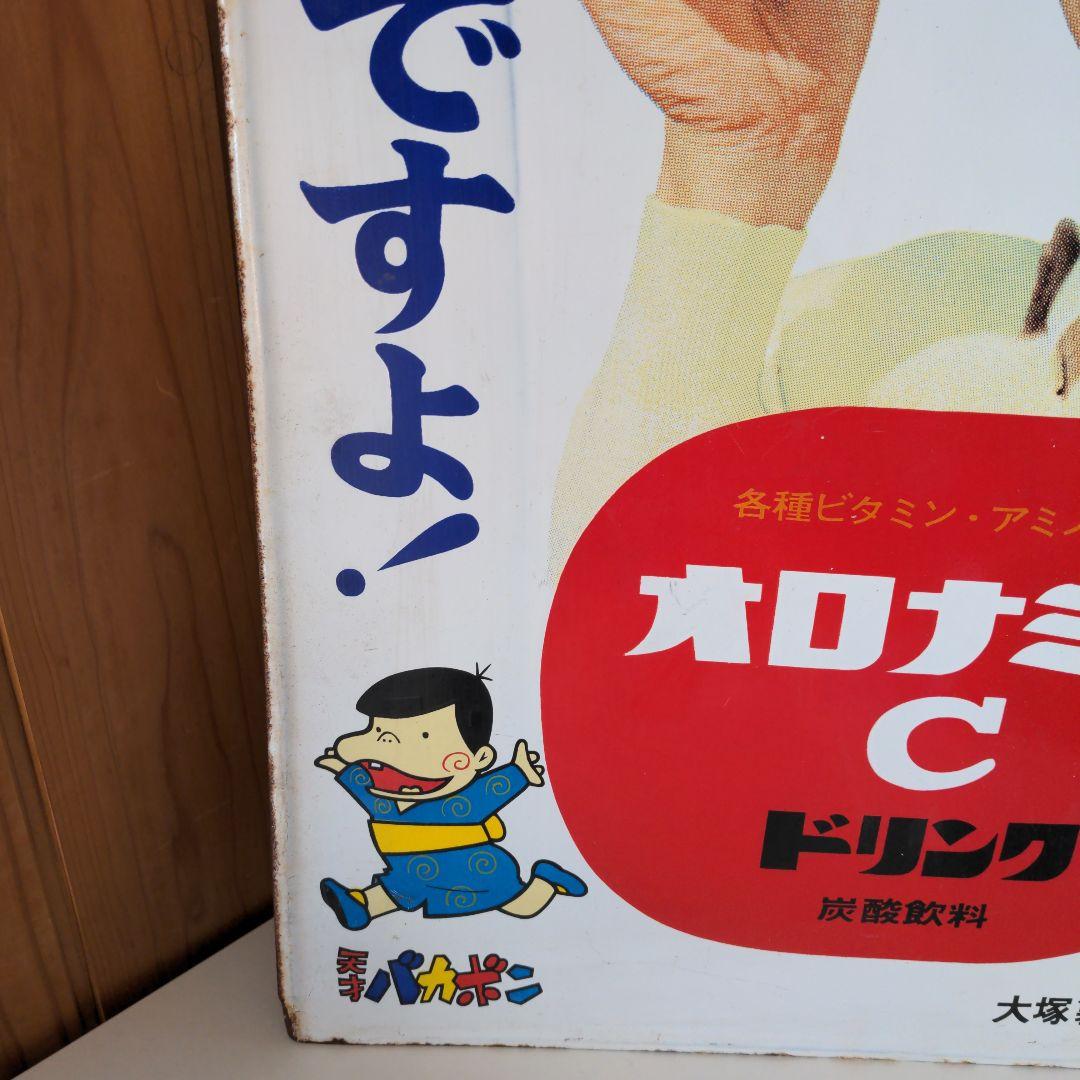 ですよ!
各種ビタミン・アミノ
オロナミ
C
ドリンク
炭酸飲料
天才バカボン
大塚